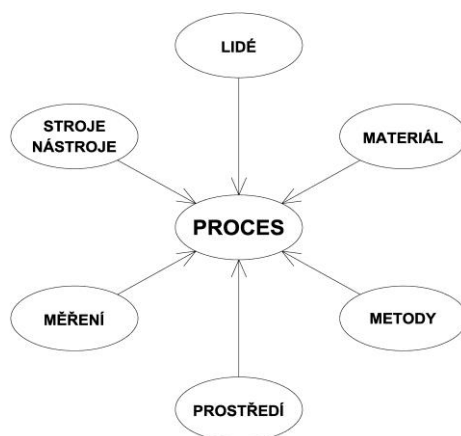 LIDÉ
STROJE
NÁSTROJE
MATERIÁL
PROCES
MĚŘENÍ
METODY
PROSTŘEDÍ